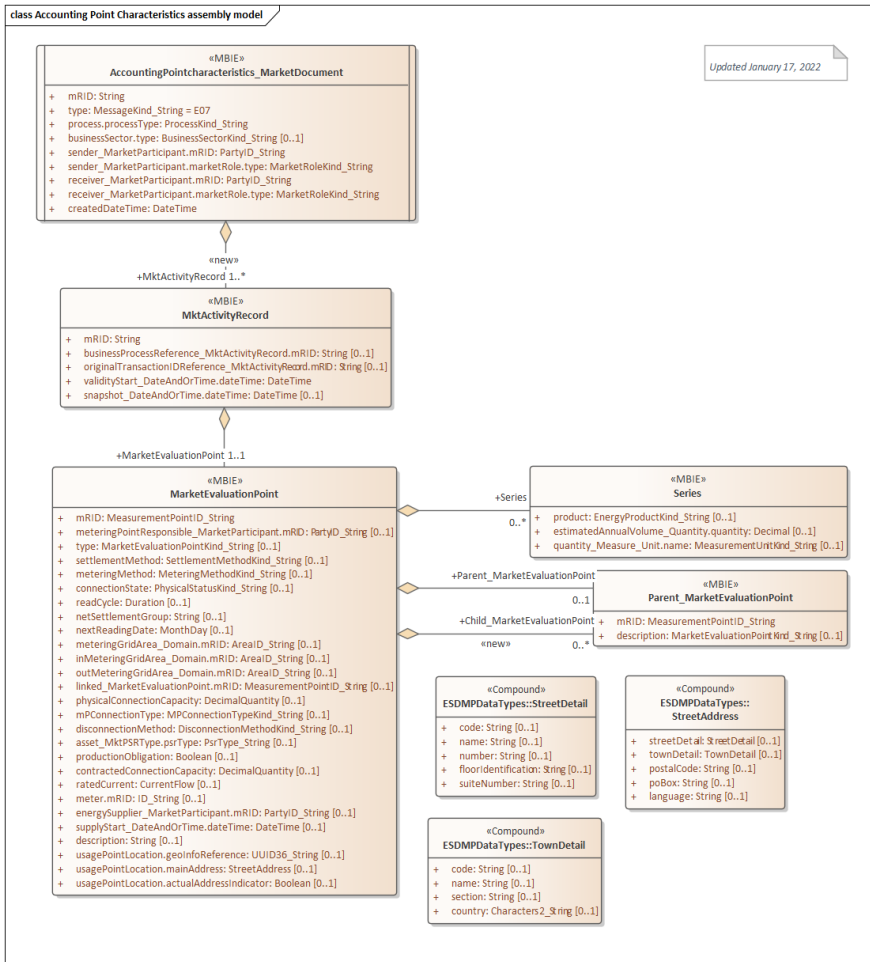 class Accounting Point Characteristics assembly model
«MBIE»
AccountingPointcharacteristics_MarketDocument
+ mRID: String
+ type: MessageKind_String = E07
+ process.processType: ProcessKind_String
+ businessSector.type: BusinessSectorKind_String [0..1]
+ sender_MarketParticipant.mRID: PartyID_String
+ sender_MarketParticipant.marketRole.type: MarketRoleKind_String
+ receiver_MarketParticipant.mRID: PartyID_String
+ receiver_MarketParticipant.marketRole.type: MarketRoleKind_String
+ createdDateTime: DateTime
Updated January 17, 2022
«new»
+MktActivityRecord 1..*
«MBIE»
MktActivityRecord
+ mRID: String
+ businessProcessReference_MktActivityRecord.mRID: String [0..1]
+ originalTransactionIDReference_MktActivityRecord.mRID: String [0..1]
+ validityStart_DateAndOrTime.dateTime: DateTime
+ snapshot_DateAndOrTime.dateTime: DateTime [0..1]
+MarketEvaluationPoint 1..1
«MBIE»
MarketEvaluationPoint
+ mRID: MeasurementPointID_String
+ meteringPointResponsible_MarketParticipant.mRID: PartyID_String [0..1]
+ type: MarketEvaluationPointKind_String [0..1]
+ settlementMethod: SettlementMethodKind_String [0..1]
+ meteringMethod: MeteringMethodKind_String [0..1]
+ connectionState: PhysicalStatusKind_String [0..1]
+ readCycle: Duration [0..1]
+ netSettlementGroup: String [0..1]
+ nextReadingDate: MonthDay [0..1]
+ meteringGridArea_Domain.mRID: AreaID_String [0..1]
+ inMeteringGridArea_Domain.mRID: AreaID_String [0..1]
+ outMeteringGridArea_Domain.mRID: AreaID_String [0..1]
+ linked_MarketEvaluationPoint.mRID: MeasurementPointID_String [0..1]
+ physicalConnectionCapacity: DecimalQuantity [0..1]
+ mPConnectionType: MPConnectionTypeKind_String [0..1]
+ disconnectionMethod: DisconnectionMethodKind_String [0..1]
+ asset_MktPSRType.psrType: PsrType_String [0..1]
+ productionObligation: Boolean [0..1]
+ contractedConnectionCapacity: DecimalQuantity [0..1]
+ ratedCurrent: CurrentFlow [0..1]
+ meter.mRID: ID_String [0..1]
+ energySupplier_MarketParticipant.mRID: PartyID_String [0..1]
+ supplyStart_DateAndOrTime.dateTime: DateTime [0..1]
+ description: String [0..1]
+ usagePointLocation.geoInfoReference: UUID36_String [0..1]
+ usagePointLocation.mainAddress: StreetAddress [0..1]
+ usagePointLocation.actualAddressIndicator: Boolean [0..1]
+Series
0..*
«MBIE»
Series
+ product: EnergyProductKind_String [0..1]
+ estimatedAnnualVolume_Quantity.quantity: Decimal [0..1]
+ quantity_Measure_Unit.name: MeasurementUnitKind_String [0..1]
+Parent_MarketEvaluationPoint
0..1
+Child_MarketEvaluationPoint
«new»
0..*
«MBIE»
Parent_MarketEvaluationPoint
+ mRID: MeasurementPointID_String
+ description: MarketEvaluationPointKind_String [0..1]
«Compound»
ESDMPDataTypes::StreetDetail
+ code: String [0..1]
+ name: String [0..1]
+ number: String [0..1]
+ floorIdentification: String [0..1]
+ suiteNumber: String [0..1]
«Compound»
ESDMPDataTypes::
StreetAddress
+ streetDetail: StreetDetail [0..1]
+ townDetail: TownDetail [0..1]
+ postalCode: String [0..1]
+ poBox: String [0..1]
+ language: String [0..1]
«Compound»
ESDMPDataTypes::TownDetail
+ code: String [0..1]
+ name: String [0..1]
+ section: String [0..1]
+ country: Characters2_String [0..1]